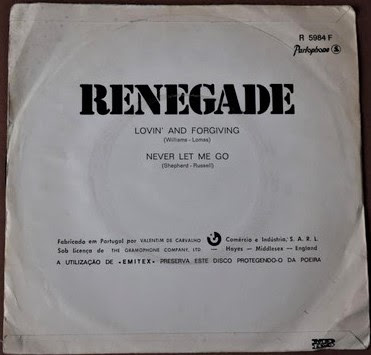 R 5984 F
Parlophone
RENEGADE
LOVIN' AND FORGIVING
(Williams - Lomas)
NEVER LET ME GO
(Shepherd - Russell)
Fabricado em Portugal por VALENTIM DE CARVALHO Comércio e Indústria, S. A. R. L.
Sob licença de THE GRAMOPHONE COMPANY, LTD. — Hayes - Middlesex - England
A UTILIZAÇÃO DE «EMITEX» PRESERVA ESTE DISCO PROTEGENDO-O DA POEIRA